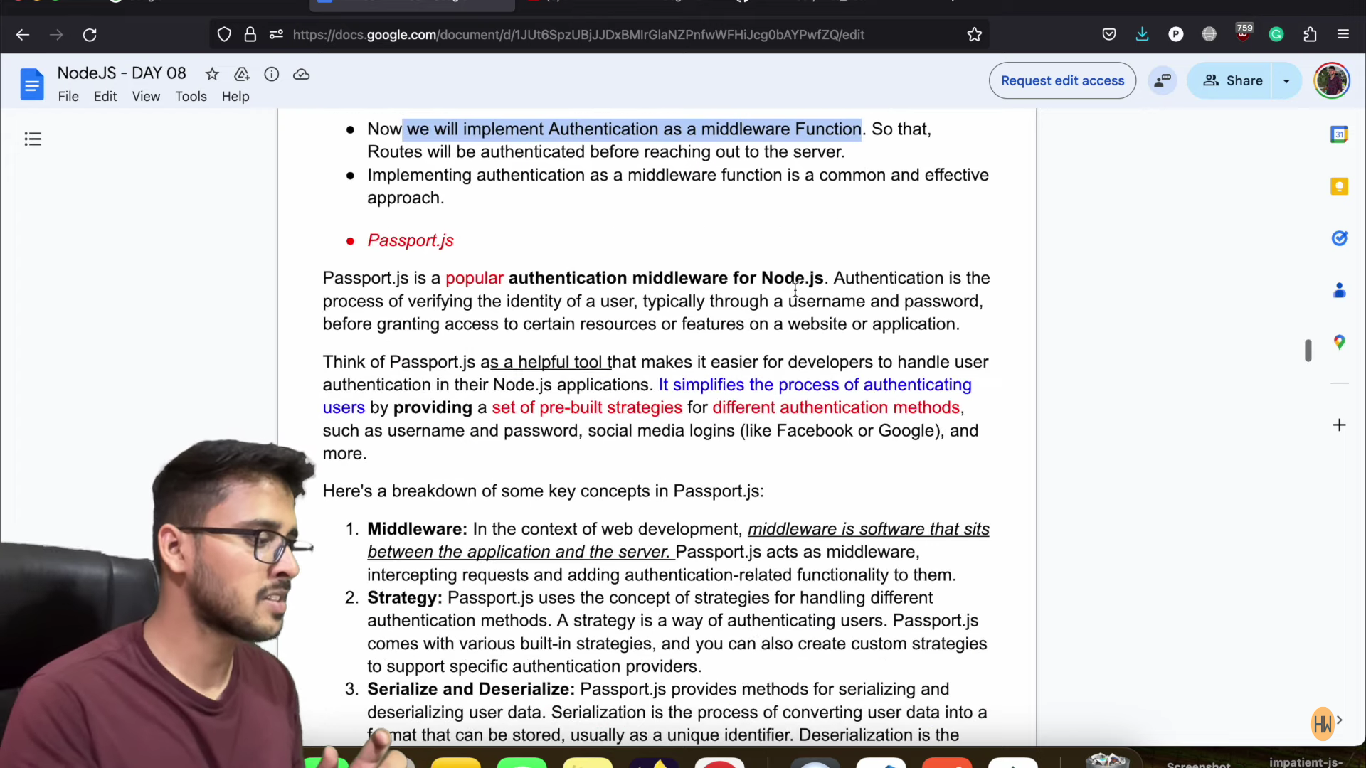 https://docs.google.com/document/d/1JUt6SpzUBjJJDxBMIrGlaNZPnfwWFHiJcg0bAYPwfZQ/edit
759
NodeJS - DAY 08
Request edit access
Share
File Edit View Tools Help
Now we will implement Authentication as a middleware Function. So that,
Routes will be authenticated before reaching out to the server.
Implementing authentication as a middleware function is a common and effective
approach.
Passport.js
Passport.js is a popular authentication middleware for Node.js. Authentication is the
process of verifying the identity of a user, typically through a username and password,
before granting access to certain resources or features on a website or application.
Think of Passport.js as a helpful tool that makes it easier for developers to handle user
authentication in their Node.js applications. It simplifies the process of authenticating
users by providing a set of pre-built strategies for different authentication methods,
such as username and password, social media logins (like Facebook or Google), and
more.
Here's a breakdown of some key concepts in Passport.js:
1. Middleware: In the context of web development, middleware is software that sits
between the application and the server. Passport.js acts as middleware,
intercepting requests and adding authentication-related functionality to them.
2. Strategy: Passport.js uses the concept of strategies for handling different
authentication methods. A strategy is a way of authenticating users. Passport.js
comes with various built-in strategies, and you can also create custom strategies
to support specific authentication providers.
3. Serialize and Deserialize: Passport.js provides methods for serializing and
deserializing user data. Serialization is the process of converting user data into a
format that can be stored, usually as a unique identifier. Deserialization is the
HW
Screenshot
impatient-js-